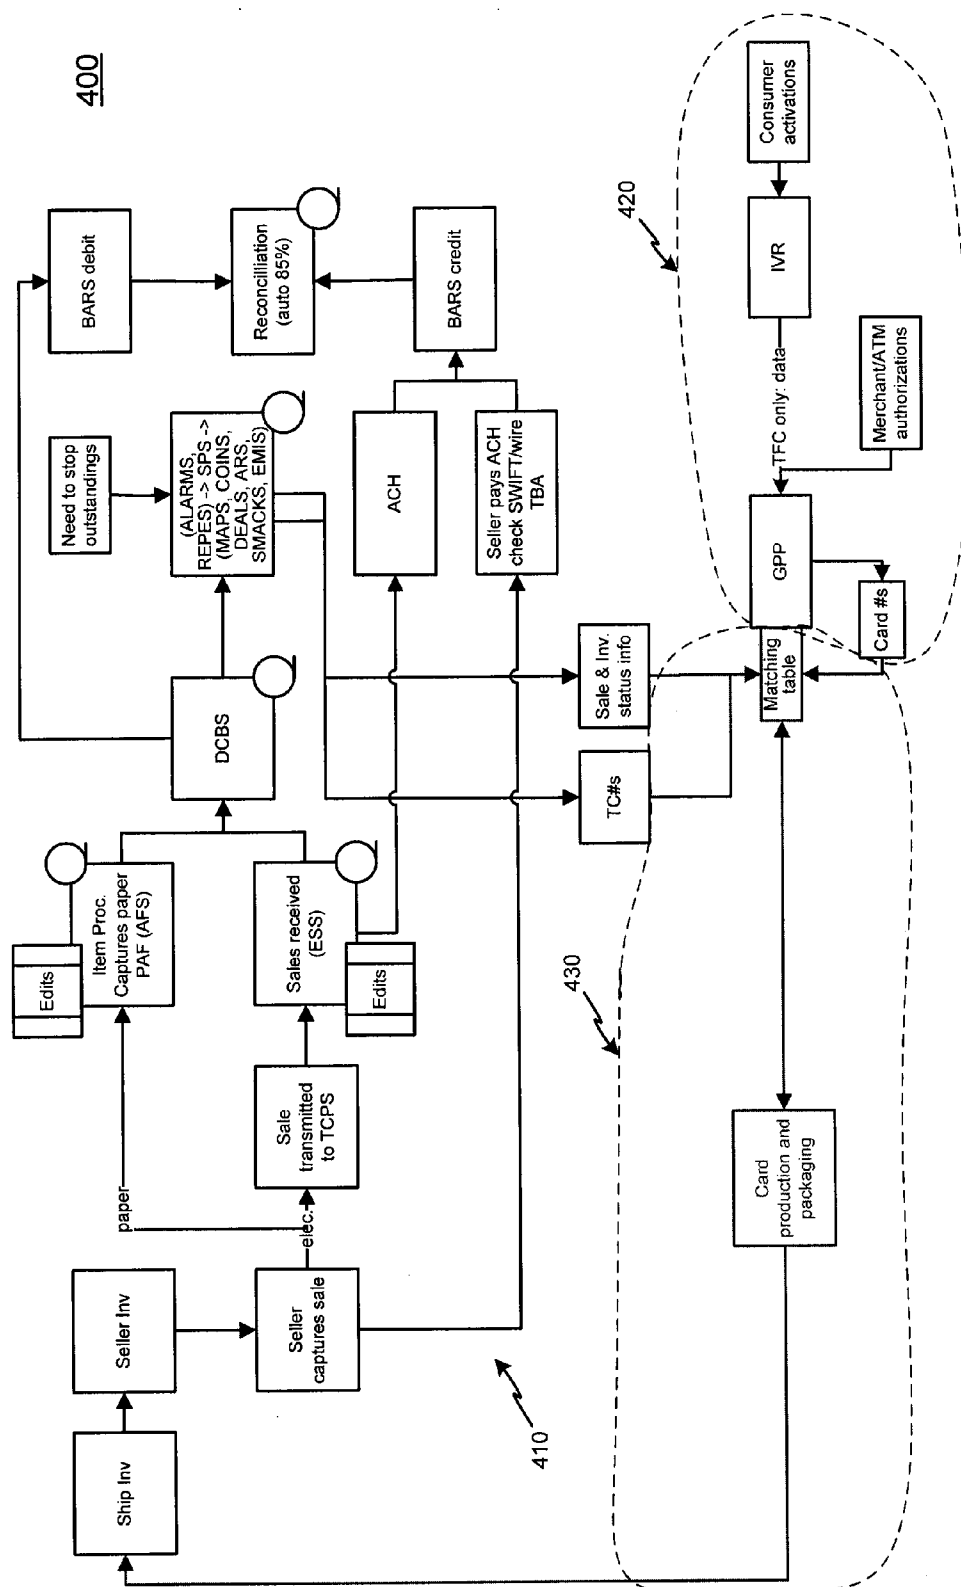 400
Ship Inv
Seller Inv
Seller
captures sale
paper
elec.
Sale
transmitted
to TCPS
Edits
Item Proc.
Captures paper
PAF (AFS)
Sales received
(ESS)
Edits
DCBS
Need to stop
outstandings
(ALARMS,
REPES) -> SPS ->
(MAPS, COINS,
DEALS, ARS,
SMACKS, EMIS)
ACH
Seller pays ACH
check SWIFT/wire
TBA
BARS debit
Reconcilliation
(auto 85%)
BARS credit
410
TC#s
Sale & Inv.
status info
430
Card
production and
packaging
Matching
table
GPP
Card #s
TFC only: data
Merchant/ATM
authorizations
IVR
Consumer
activations
420